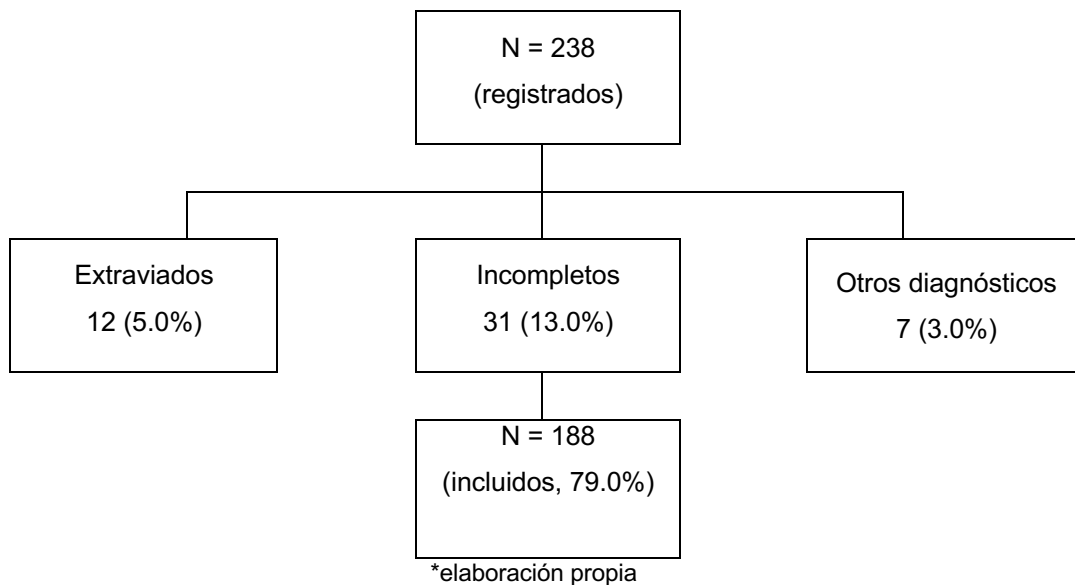 N = 238
(registrados)
Extraviados
12 (5.0%)
Incompletos
31 (13.0%)
Otros diagnósticos
7 (3.0%)
N = 188
(incluidos, 79.0%)
*elaboración propia